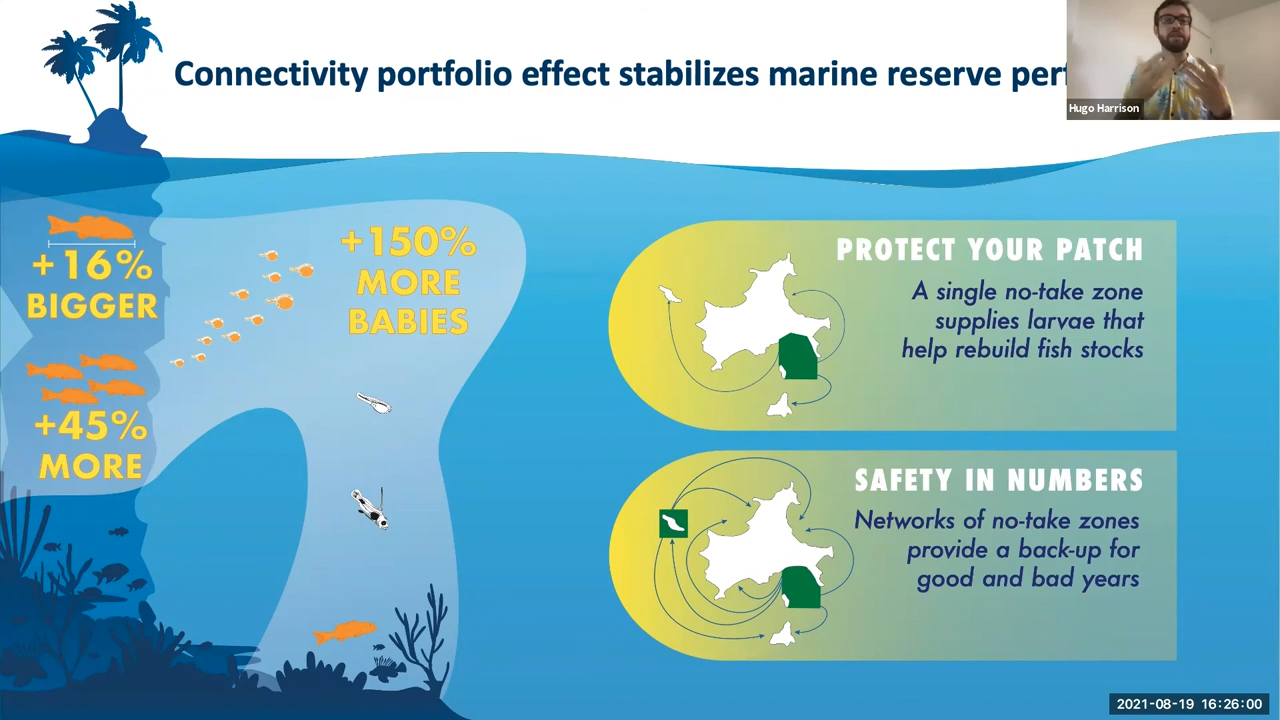 Connectivity portfolio effect stabilizes marine reserve
Hugo Harrison
+16%
BIGGER
+45%
MORE
+150%
MORE
BABIES
PROTECT YOUR PATCH
A single no-take zone
supplies larvae that
help rebuild fish stocks
SAFETY IN NUMBERS
Networks of no-take zones
provide a back-up for
good and bad years
2021-08-19 16:26:00